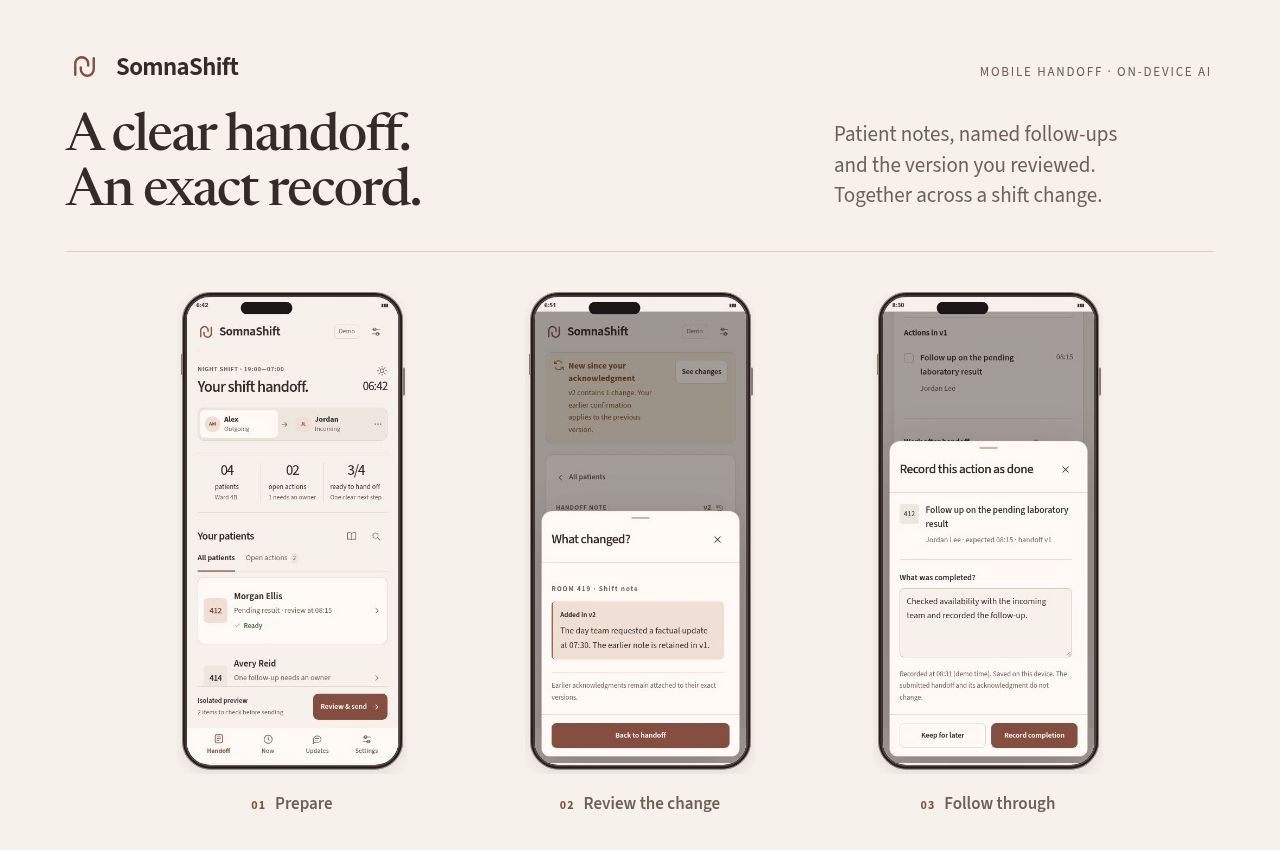 SomnaShift
MOBILE HANDOFF · ON-DEVICE AI
A clear handoff.
An exact record.
Patient notes, named follow-ups
and the version you reviewed.
Together across a shift change.
6:42
SomnaShift
Demo
NIGHT SHIFT · 19:00—07:00
Your shift handoff.
06:42
AM
Alex
Outgoing
JL
Jordan
Incoming
04
patients
Ward 4B
02
open actions
1 needs an owner
3/4
ready to hand off
One clear next step
Your patients
All patients
Open actions 2
412
Morgan Ellis
Pending result · review at 08:15
Ready
414
Avery Reid
One follow-up needs an owner
Isolated preview
2 items to check before sending
Review & send
Handoff
Now
Updates
Settings
01 Prepare
6:51
SomnaShift
Demo
New since your
acknowledgment
v2 contains 1 change. Your
earlier confirmation
applies to the previous
version.
See changes
All patients
HANDOFF NOTE
v2
What changed?
ROOM 419 · Shift note
Added in v2
The day team requested a factual update
at 07:30. The earlier note is retained in v1.
Earlier acknowledgments remain attached to their exact
versions.
Back to handoff
02 Review the change
8:30
Actions in v1
Follow up on the pending
laboratory result
08:15
Jordan Lee
Record this action as done
412
Follow up on the pending laboratory
result
Jordan Lee · expected 08:15 · handoff v1
What was completed?
Checked availability with the incoming
team and recorded the follow-up.
Recorded at 08:31 (demo time). Saved on this device. The
submitted handoff and its acknowledgment do not
change.
Keep for later
Record completion
03 Follow through